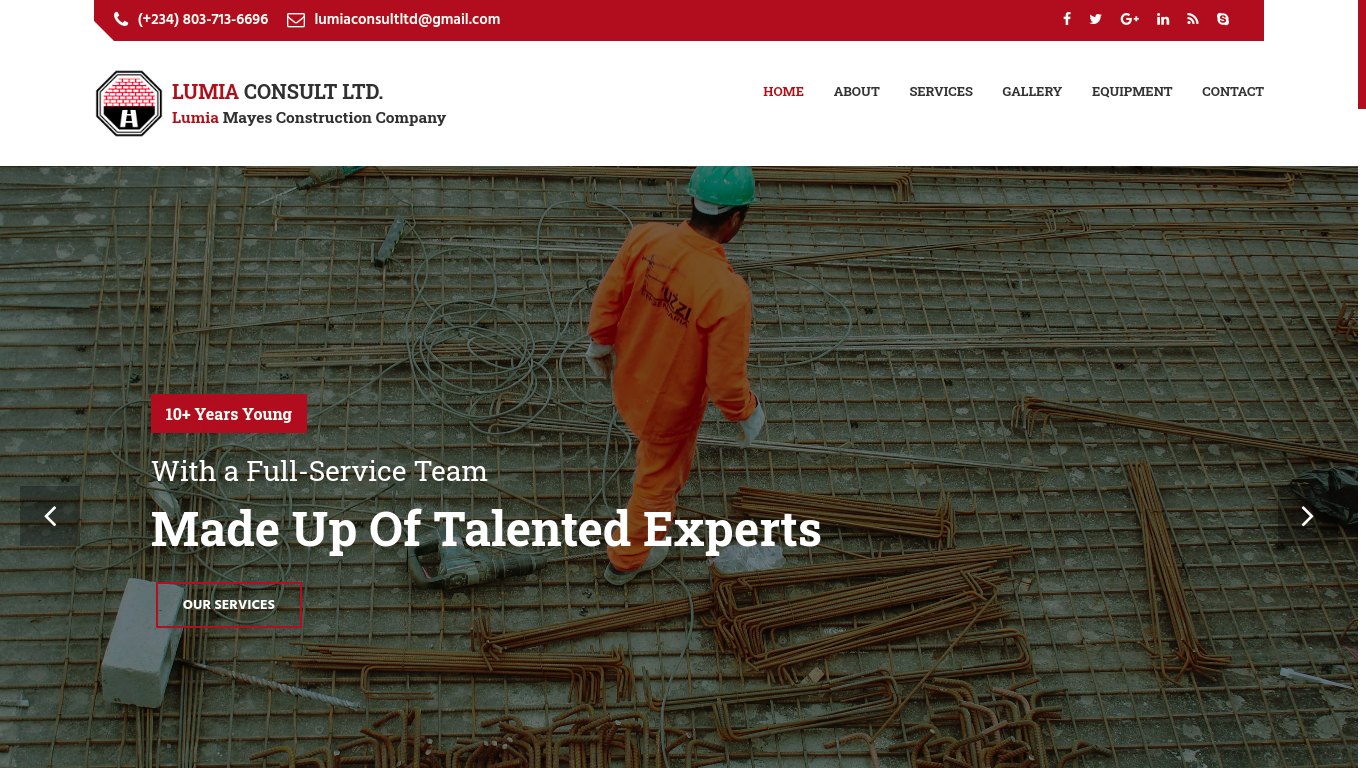 (+234) 803-713-6696 lumiaconsultltd@gmail.com
LUMIA CONSULT LTD.
Lumia Mayes Construction Company
HOME ABOUT SERVICES GALLERY EQUIPMENT CONTACT
10+ Years Young
With a Full-Service Team
Made Up Of Talented Experts
OUR SERVICES